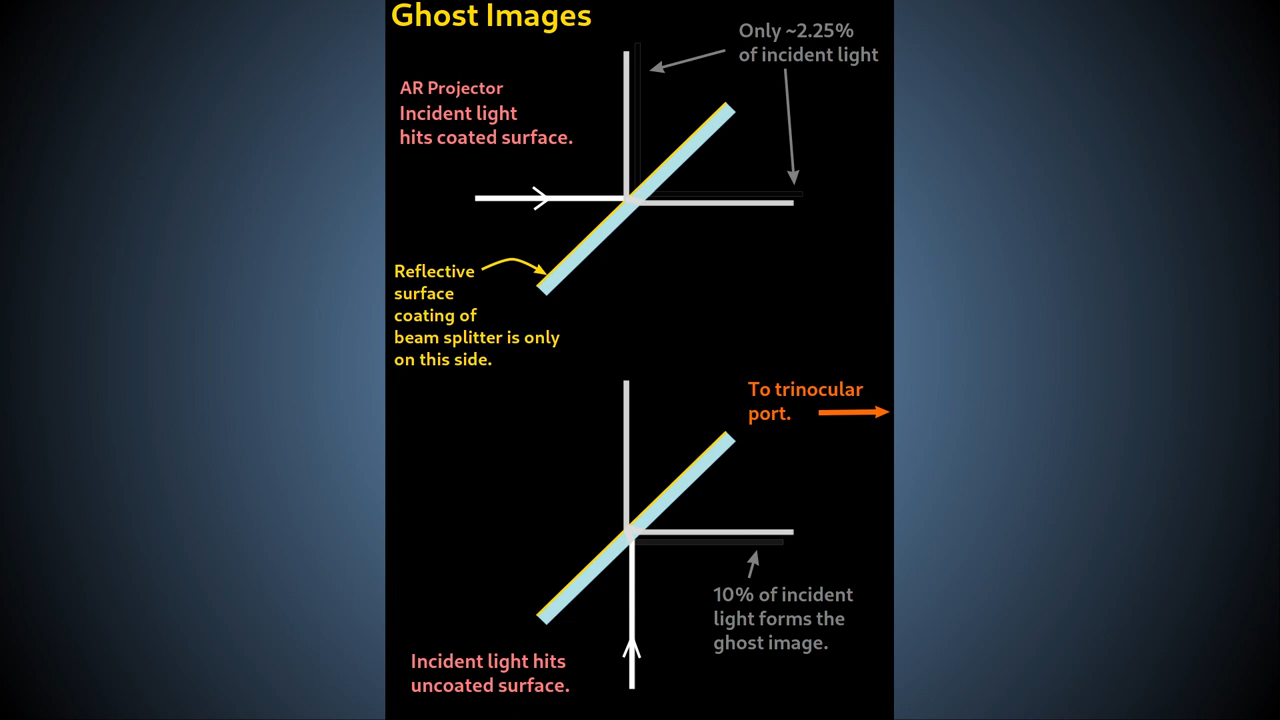 Ghost Images
Only ~2.25%
of incident light
AR Projector
Incident light
hits coated surface.
Reflective
surface
coating of
beam splitter is only
on this side.
To trinocular
port.
10% of incident
light forms the
ghost image.
Incident light hits
uncoated surface.